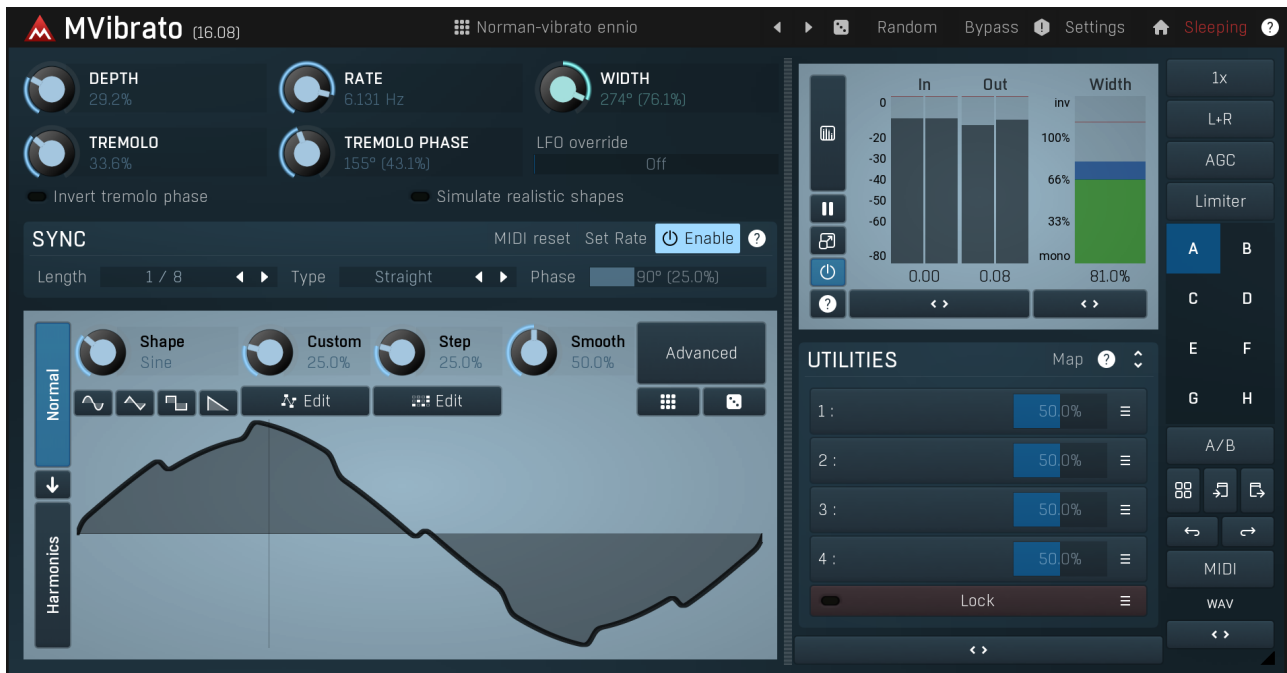 MVibrato (16.08) Norman-vibrato ennio Random Bypass Settings Sleeping ?
DEPTH
29.2%
RATE
6.131 Hz
WIDTH
274° (76.1%)
TREMOLO
33.6%
TREMOLO PHASE
155° (43.1%)
LFO override
Off
Invert tremolo phase
Simulate realistic shapes
SYNC MIDI reset Set Rate Enable ?
Length 1 / 8 Type Straight Phase 90° (25.0%)
Normal
Harmonics
Shape
Sine
Custom
25.0%
Step
25.0%
Smooth
50.0%
Advanced
Edit
Edit
In Out Width
0
-20
-30
-40
-50
-60
-80
inv
100%
66%
33%
mono
0.00 0.08 81.0%
?
UTILITIES Map ?
1 : 50.0%
2 : 50.0%
3 : 50.0%
4 : 50.0%
Lock
1x
L+R
AGC
Limiter
A B
C D
E F
G H
A/B
MIDI
WAV